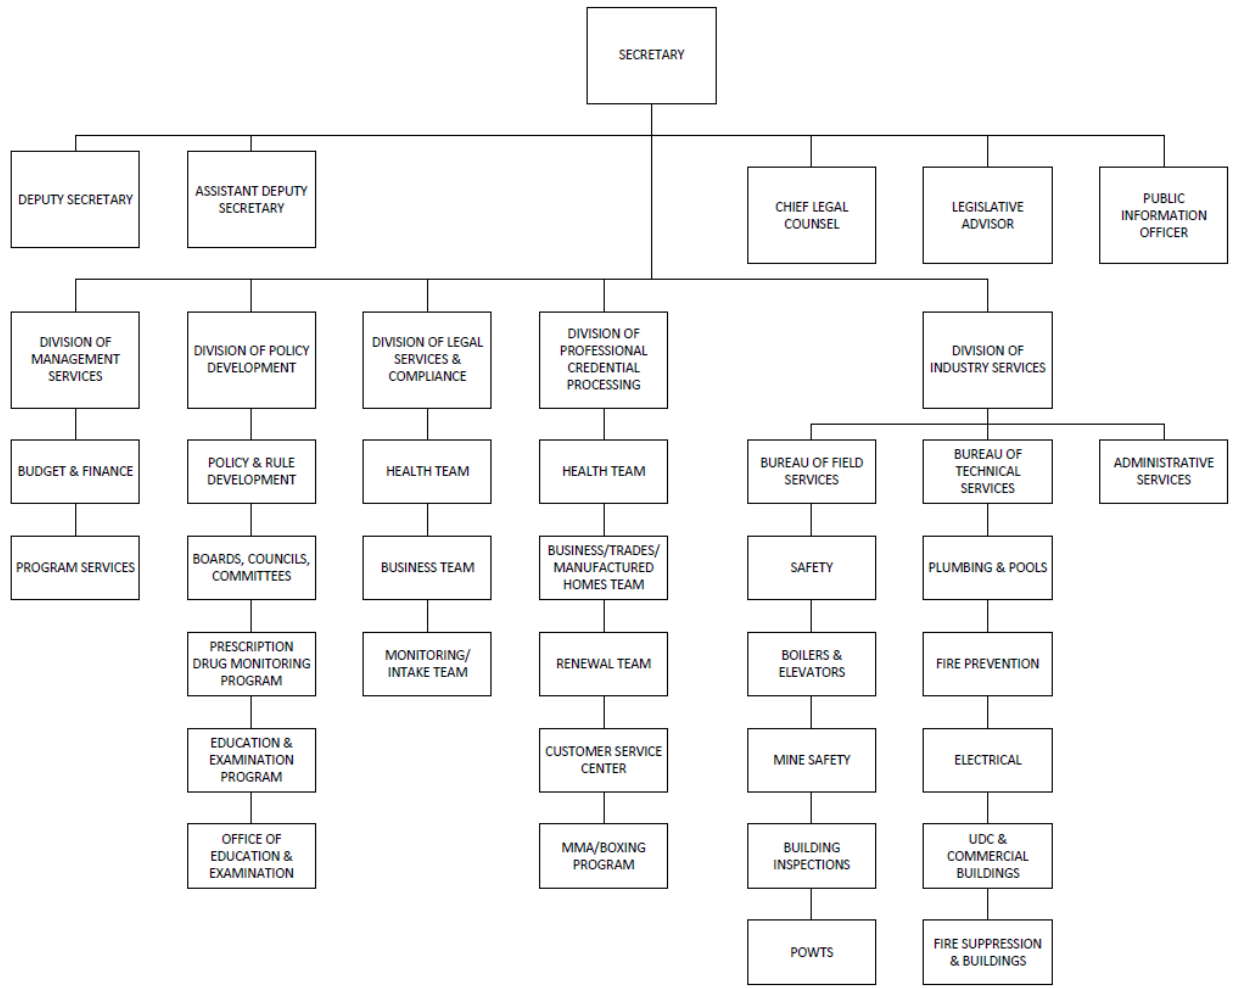 SECRETARY
DEPUTY SECRETARY
ASSISTANT DEPUTY
SECRETARY
CHIEF LEGAL
COUNSEL
LEGISLATIVE
ADVISOR
PUBLIC
INFORMATION
OFFICER
DIVISION OF
MANAGEMENT
SERVICES
DIVISION OF POLICY
DEVELOPMENT
DIVISION OF LEGAL
SERVICES &
COMPLIANCE
DIVISION OF
PROFESSIONAL
CREDENTIAL
PROCESSING
DIVISION OF
INDUSTRY SERVICES
BUDGET & FINANCE
POLICY & RULE
DEVELOPMENT
HEALTH TEAM
HEALTH TEAM
BUREAU OF FIELD
SERVICES
BUREAU OF
TECHNICAL
SERVICES
ADMINISTRATIVE
SERVICES
PROGRAM SERVICES
BOARDS, COUNCILS,
COMMITTEES
BUSINESS TEAM
BUSINESS/TRADES/
MANUFACTURED
HOMES TEAM
SAFETY
PLUMBING & POOLS
PRESCRIPTION
DRUG MONITORING
PROGRAM
MONITORING/
INTAKE TEAM
RENEWAL TEAM
BOILERS &
ELEVATORS
FIRE PREVENTION
EDUCATION &
EXAMINATION
PROGRAM
CUSTOMER SERVICE
CENTER
MINE SAFETY
ELECTRICAL
OFFICE OF
EDUCATION &
EXAMINATION
MMA/BOXING
PROGRAM
BUILDING
INSPECTIONS
UDC &
COMMERCIAL
BUILDINGS
POWTS
FIRE SUPPRESSION
& BUILDINGS